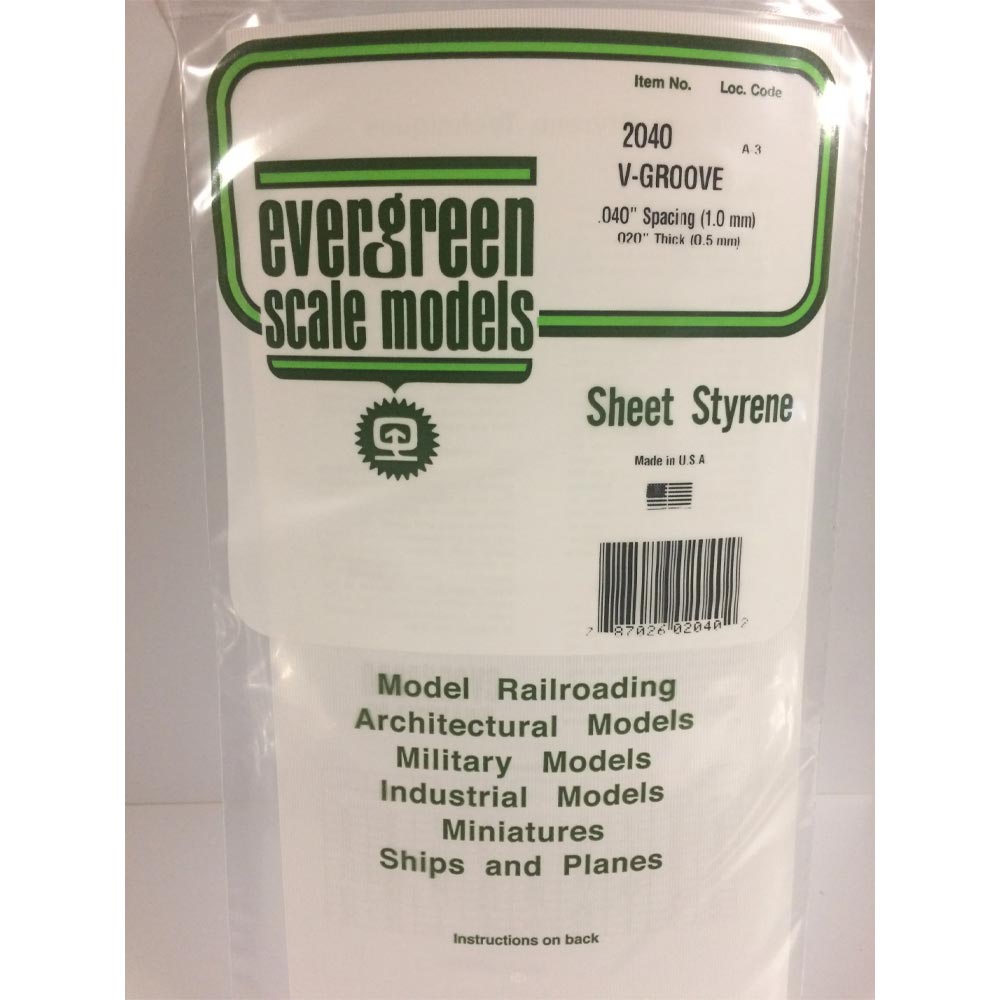 Item No. Loc. Code
2040 A-3
V-GROOVE
.040" Spacing (1.0 mm)
.020" Thick (0.5 mm)
evergreen
scale models
Sheet Styrene
Made in U.S.A
7 87026 02040 2
Model Railroading
Architectural Models
Military Models
Industrial Models
Miniatures
Ships and Planes
Instructions on back